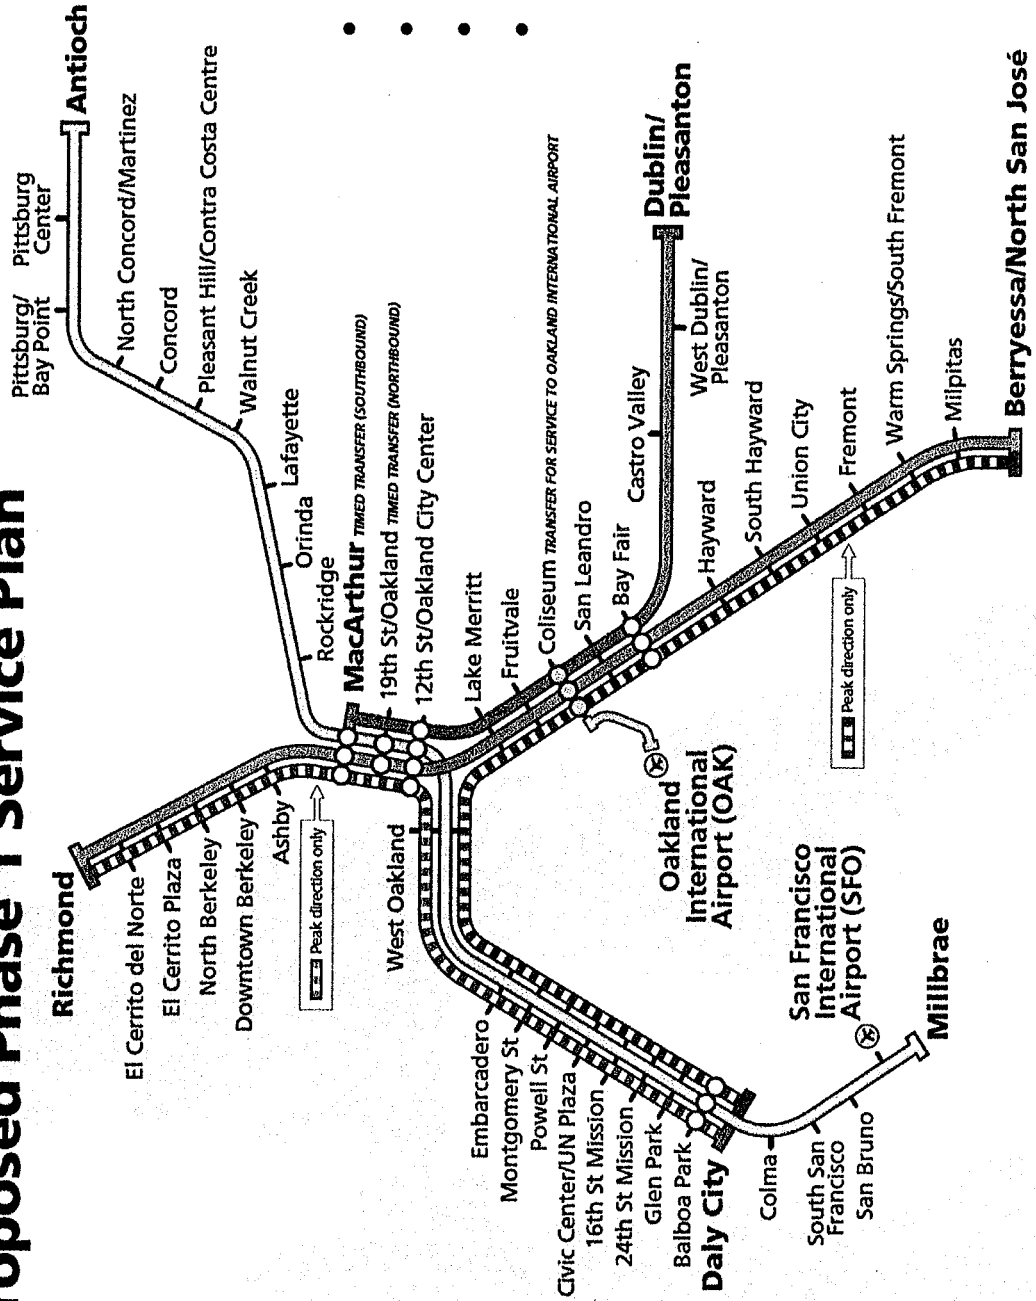 roposed Phase 1 Service Plan
Richmond
El Cerrito del Norte
El Cerrito Plaza
North Berkeley
Downtown Berkeley
Ashby
Peak direction only
Pittsburg/
Bay Point
Pittsburg
Center
Antioch
North Concord/Martinez
Concord
Pleasant Hill/Contra Costa Centre
Walnut Creek
Lafayette
Orinda
Rockridge
MacArthur TIMED TRANSFER (SOUTHBOUND)
19th St/Oakland TIMED TRANSFER (NORTHBOUND)
12th St/Oakland City Center
West Oakland
Lake Merritt
Fruitvale
Coliseum TRANSFER FOR SERVICE TO OAKLAND INTERNATIONAL AIRPORT
San Leandro
Bay Fair
Castro Valley
West Dublin/
Pleasanton
Dublin/
Pleasanton
Embarcadero
Montgomery St
Powell St
Civic Center/UN Plaza
16th St Mission
24th St Mission
Glen Park
Balboa Park
Daly City
Colma
South San
Francisco
San Bruno
San Francisco
International
Airport (SFO)
Millbrae
Oakland
International
Airport (OAK)
Hayward
South Hayward
Union City
Fremont
Warm Springs/South Fremont
Milpitas
Peak direction only
Berryessa/North San José